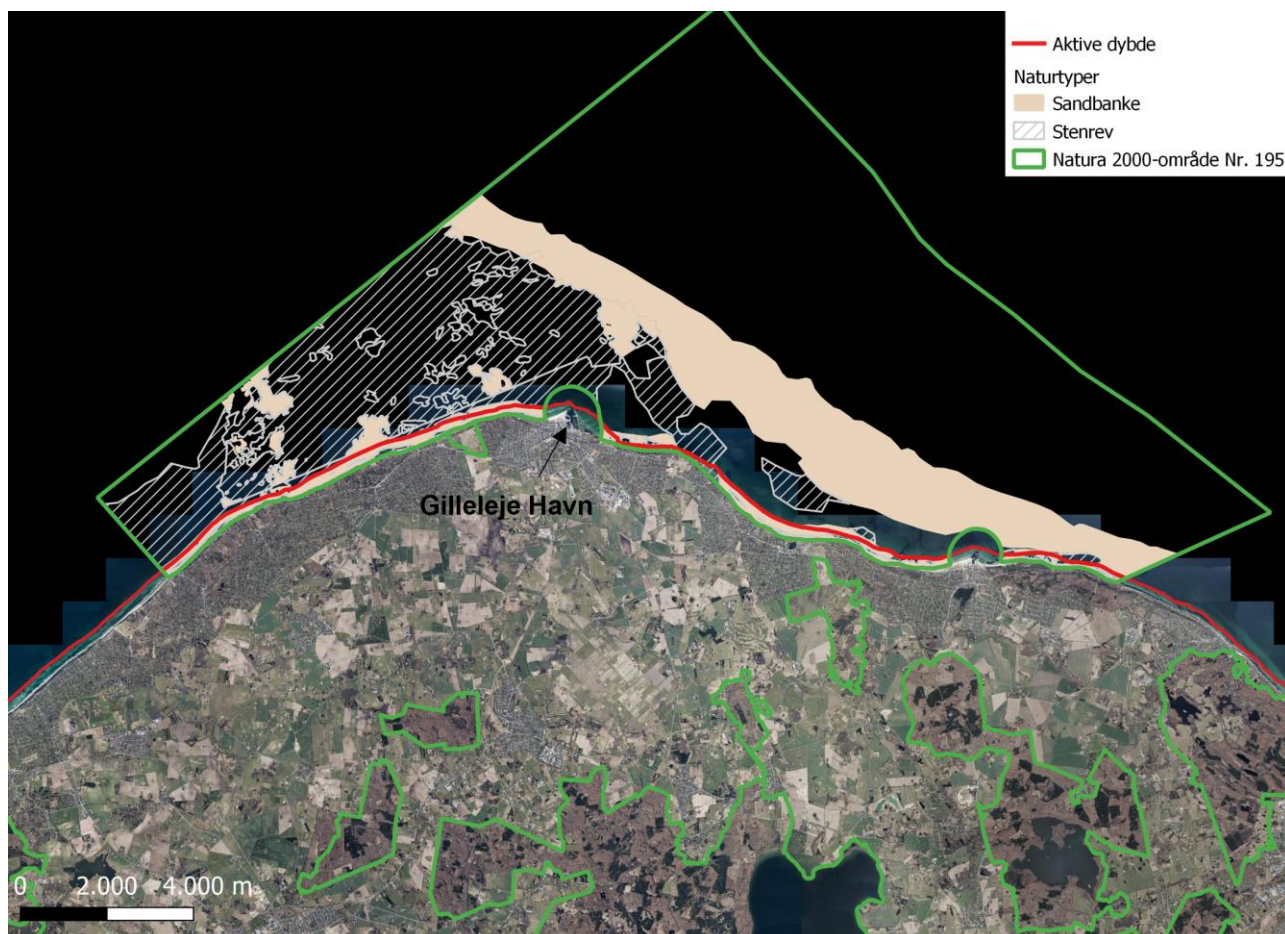 Aktive dybde
Naturtyper
Sandbanke
Stenrev
Natura 2000-område Nr. 195
Gilleleje Havn
0 2.000 4.000 m